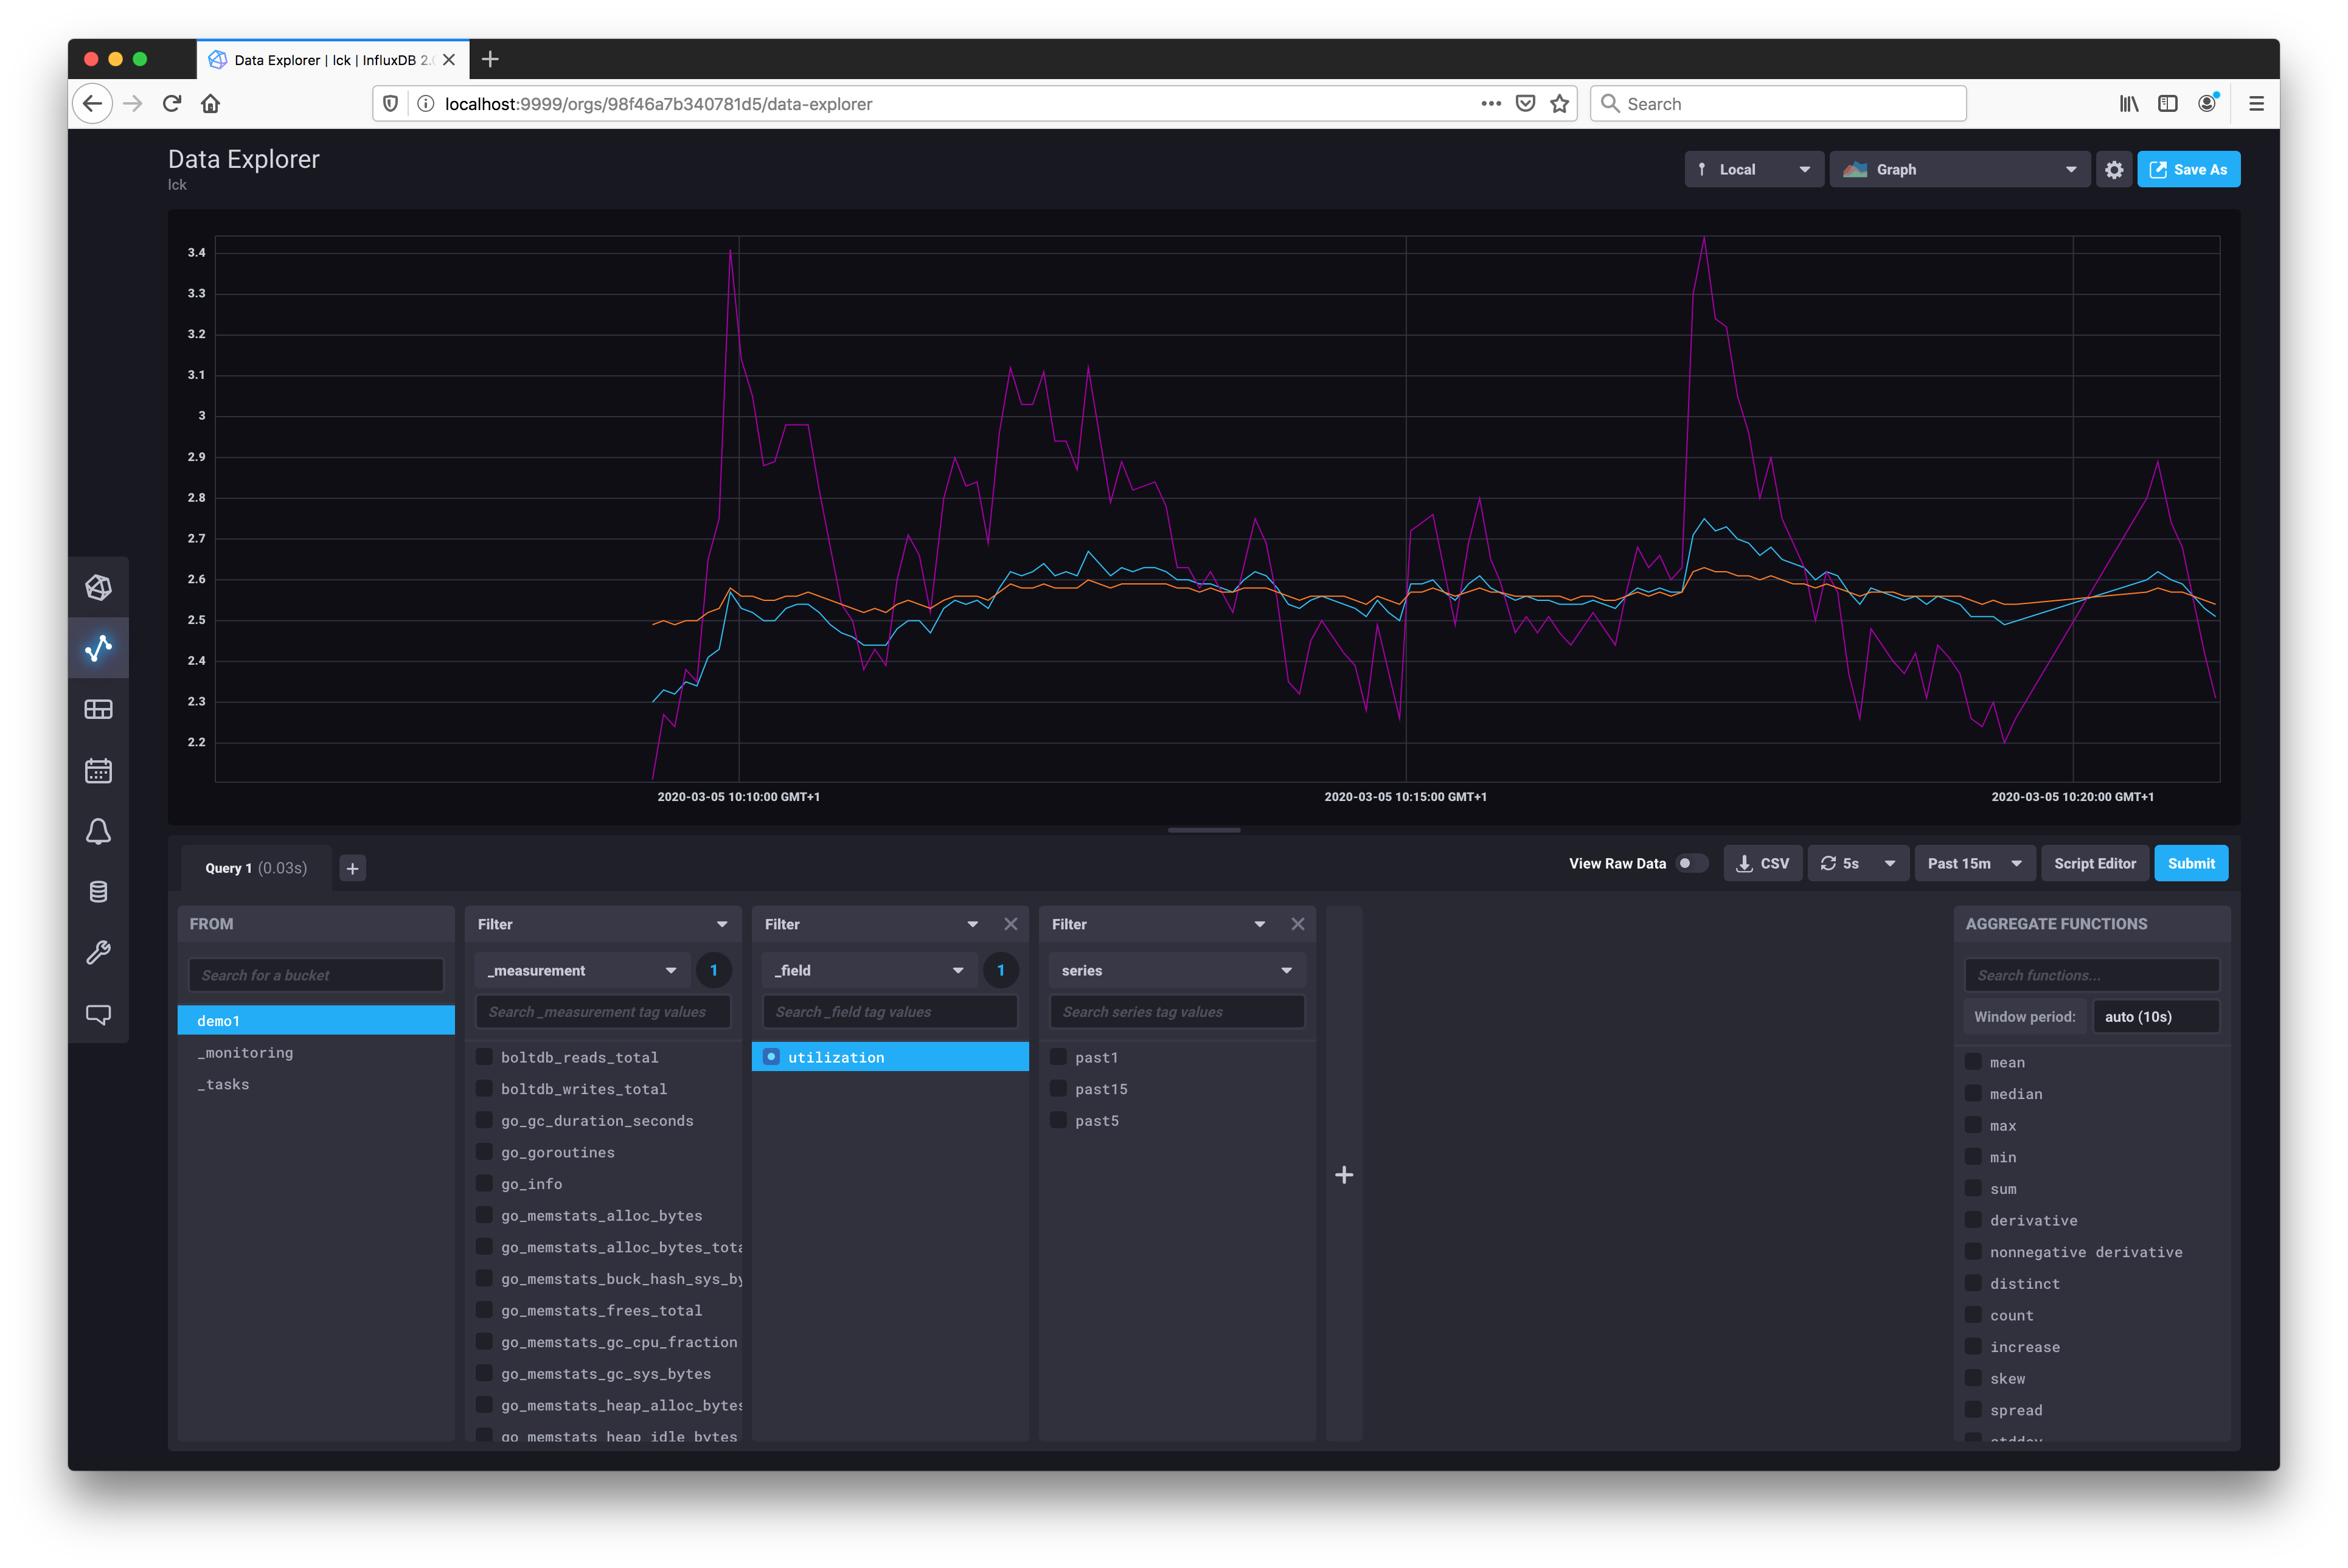 Data Explorer | lck | InfluxDB 2.
localhost:9999/orgs/98f46a7b340781d5/data-explorer
Search
Data Explorer
lck
Local
Graph
Save As
3.4
3.3
3.2
3.1
3
2.9
2.8
2.7
2.6
2.5
2.4
2.3
2.2
2020-03-05 10:10:00 GMT+1
2020-03-05 10:15:00 GMT+1
2020-03-05 10:20:00 GMT+1
Query 1 (0.03s)
View Raw Data
CSV
5s
Past 15m
Script Editor
Submit
FROM
Search for a bucket
demo1
_monitoring
_tasks
Filter
_measurement
1
Search _measurement tag values
boltdb_reads_total
boltdb_writes_total
go_gc_duration_seconds
go_goroutines
go_info
go_memstats_alloc_bytes
go_memstats_alloc_bytes_tota
go_memstats_buck_hash_sys_by
go_memstats_frees_total
go_memstats_gc_cpu_fraction
go_memstats_gc_sys_bytes
go_memstats_heap_alloc_bytes
go_memstats_heap_idle_bytes
Filter
_field
1
Search _field tag values
utilization
Filter
series
Search series tag values
past1
past15
past5
AGGREGATE FUNCTIONS
Search functions...
Window period:
auto (10s)
mean
median
max
min
sum
derivative
nonnegative derivative
distinct
count
increase
skew
spread
stddev